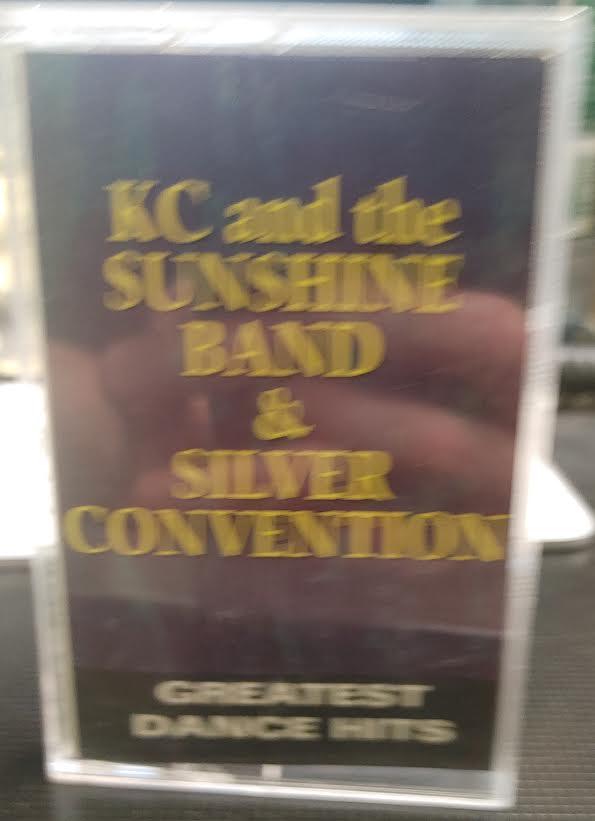 KC and the
SUNSHINE
BAND
&
SILVER
CONVENTION
GREATEST
DANCE HITS